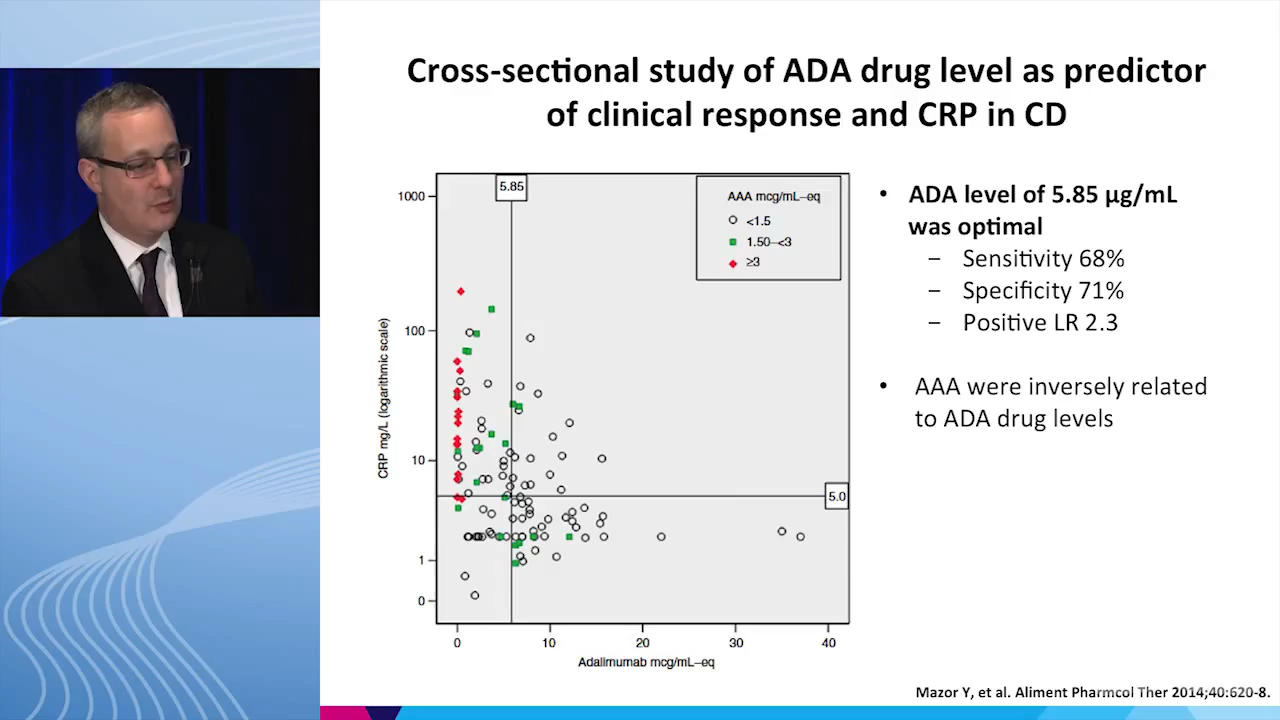 Cross-sectional study of ADA drug level as predictor
of clinical response and CRP in CD
5.85
AAA mcg/mL–eq
<1.5
1.50–<3
≥3
1000
100
10
1
0
CRP mg/L (logarithmic scale)
5.0
0
10
20
30
40
Adalimumab mcg/mL–eq
• ADA level of 5.85 µg/mL
was optimal
– Sensitivity 68%
– Specificity 71%
– Positive LR 2.3
• AAA were inversely related
to ADA drug levels
Mazor Y, et al. Aliment Pharmcol Ther 2014;40:620-8.